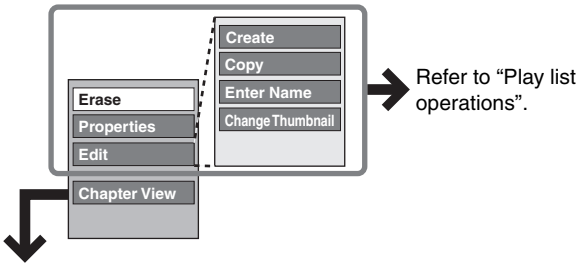 Create
Copy
Enter Name
Change Thumbnail
Erase
Properties
Edit
Chapter View
Refer to “Play list
operations”.